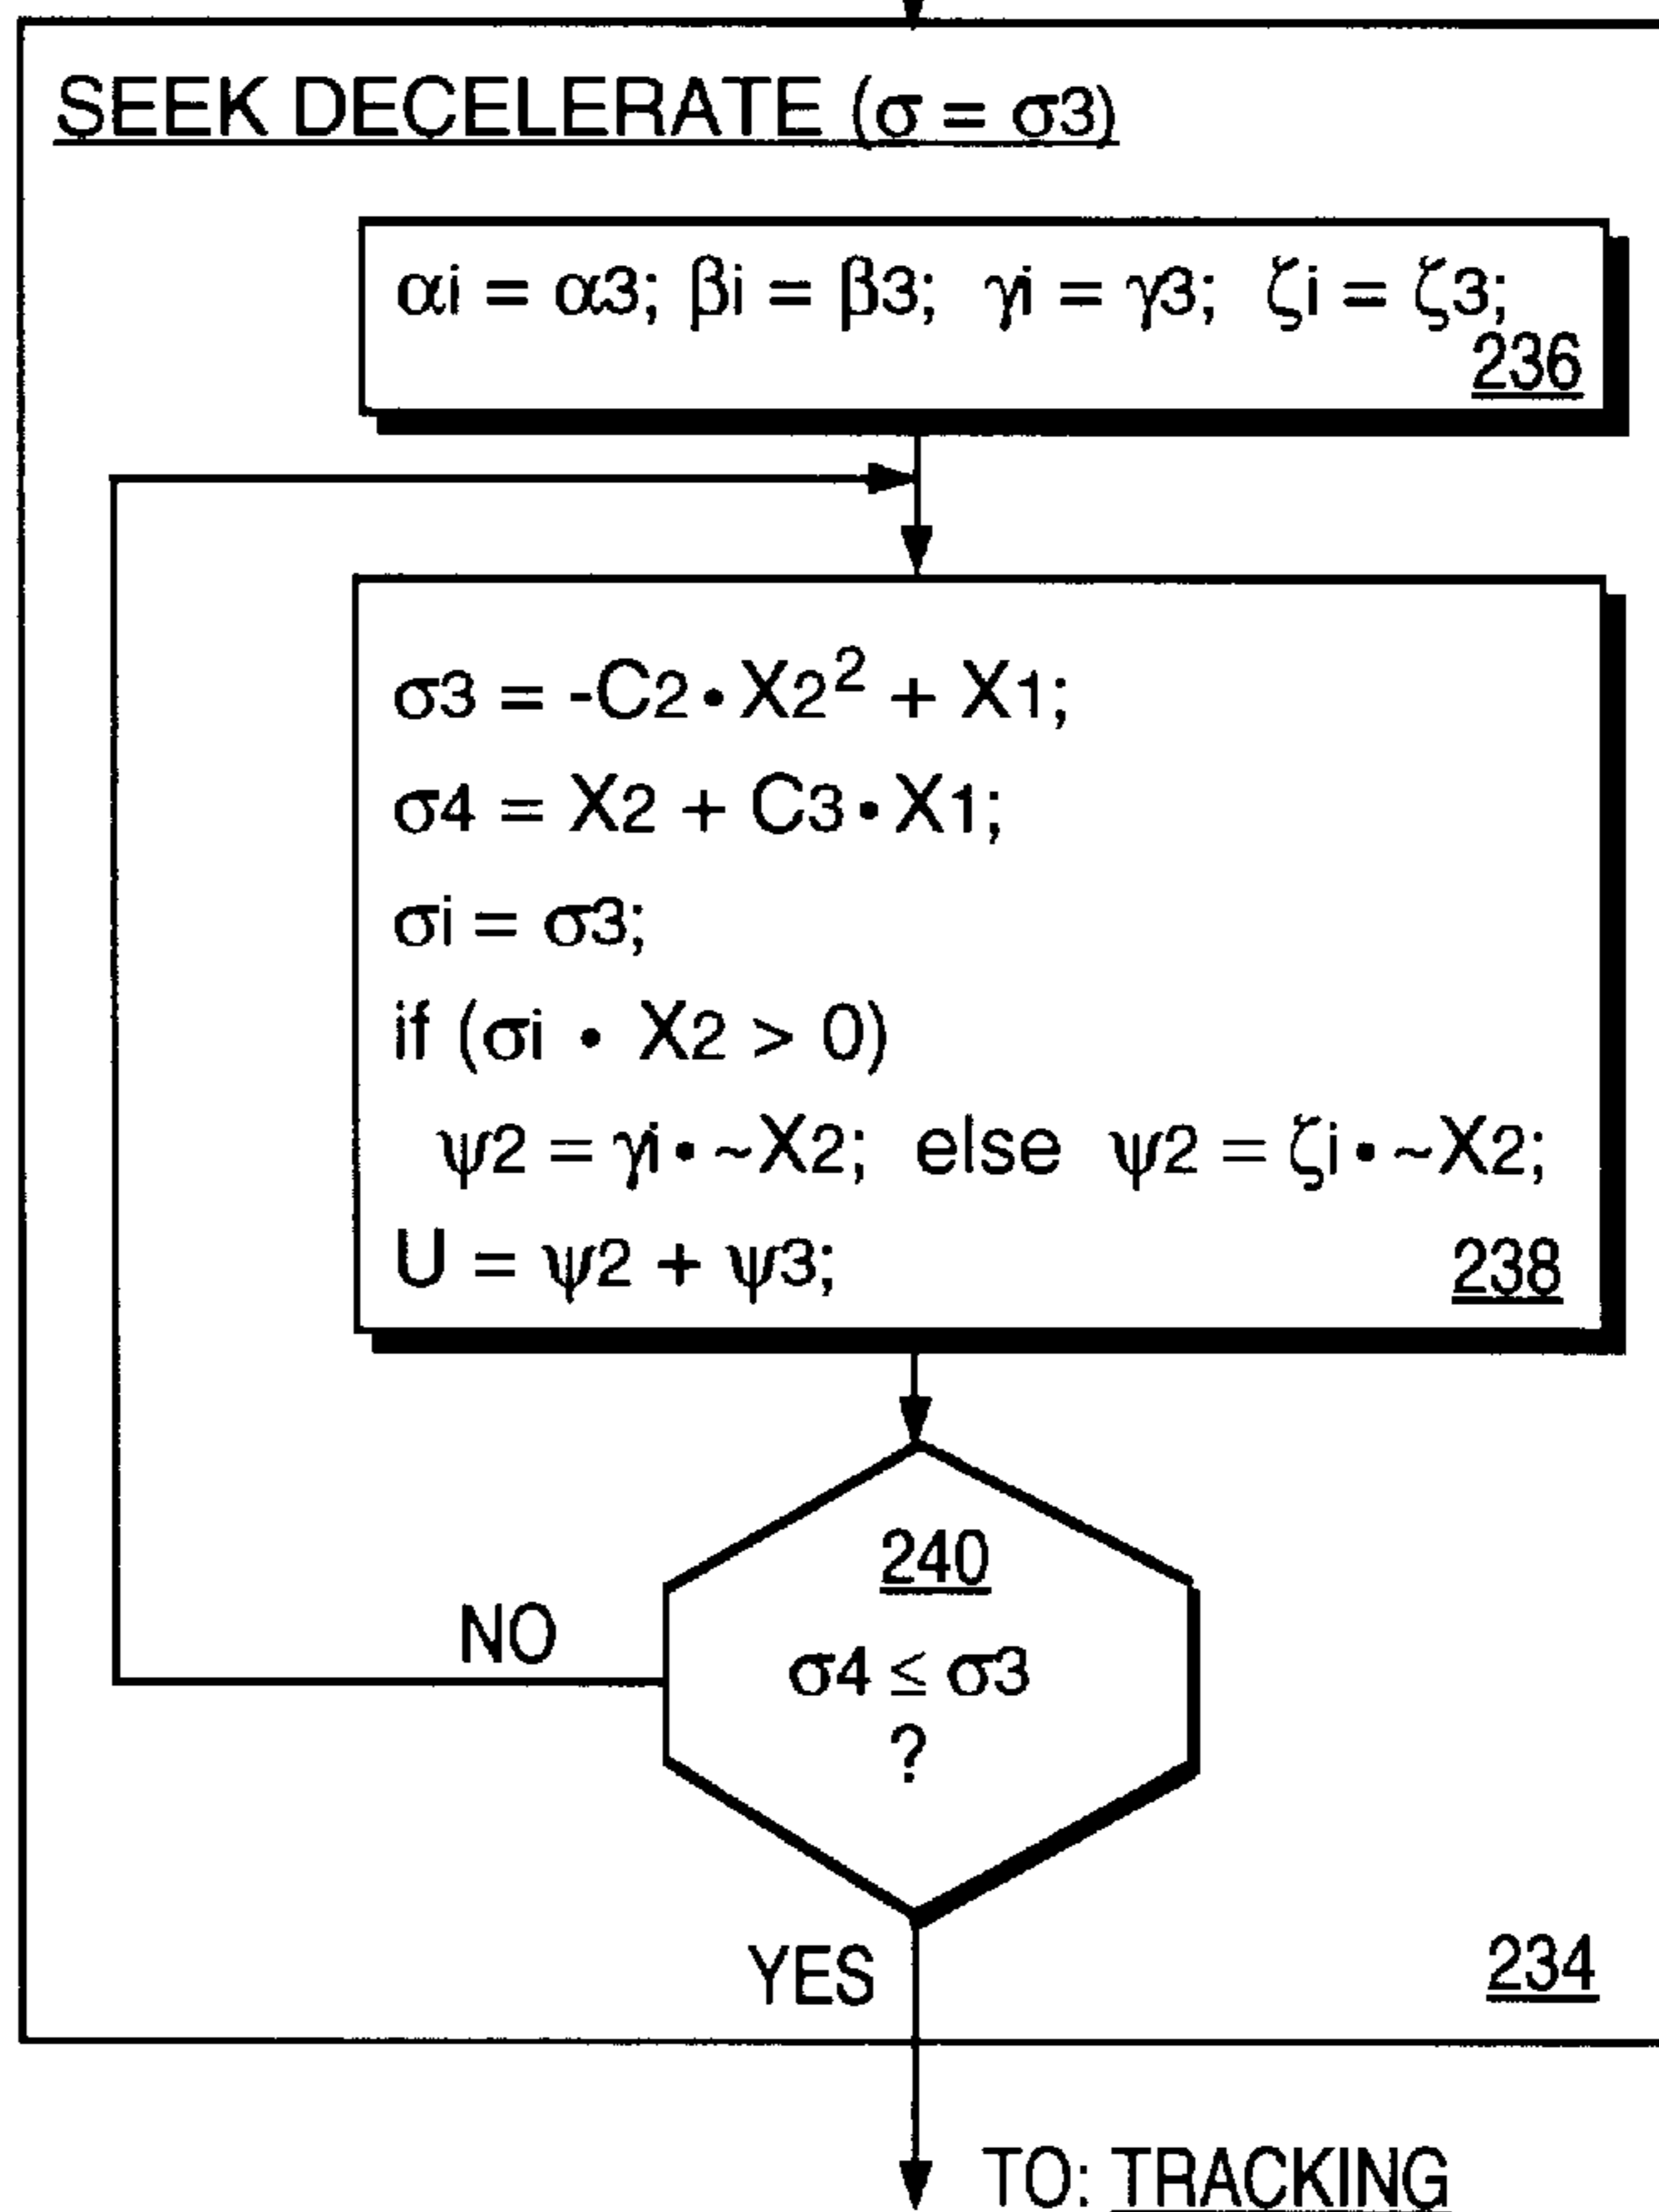 SEEK DECELERATE (σ = σ3)
αi = α3; βi = β3; γi = γ3; ζi = ζ3;
236
σ3 = -C2•X2² + X1;
σ4 = X2 + C3•X1;
σi = σ3;
if (σi • X2 > 0)
ψ2 = γi•~X2; else ψ2 = ζi•~X2;
U = ψ2 + ψ3;
238
240
σ4 ≤ σ3
?
NO
YES
234
TO: TRACKING